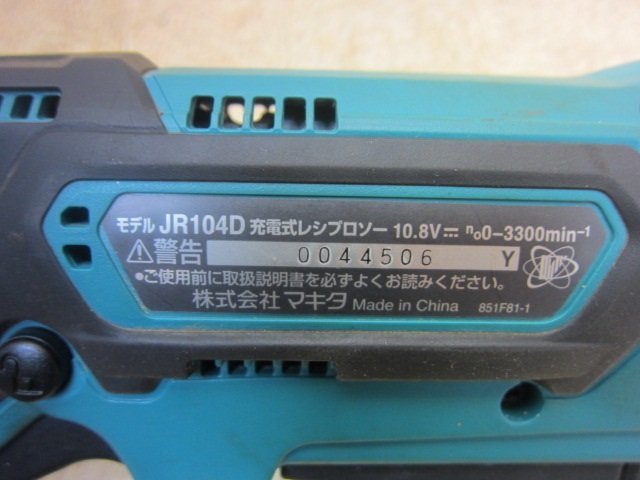 モデル JR104D 充電式レシプロソー 10.8V⎓ n₀0-3300min⁻¹
⚠警告 0044506 Y
●ご使用前に取扱説明書を必ずよくお読みください。
株式会社 マキタ Made in China 851F81-1